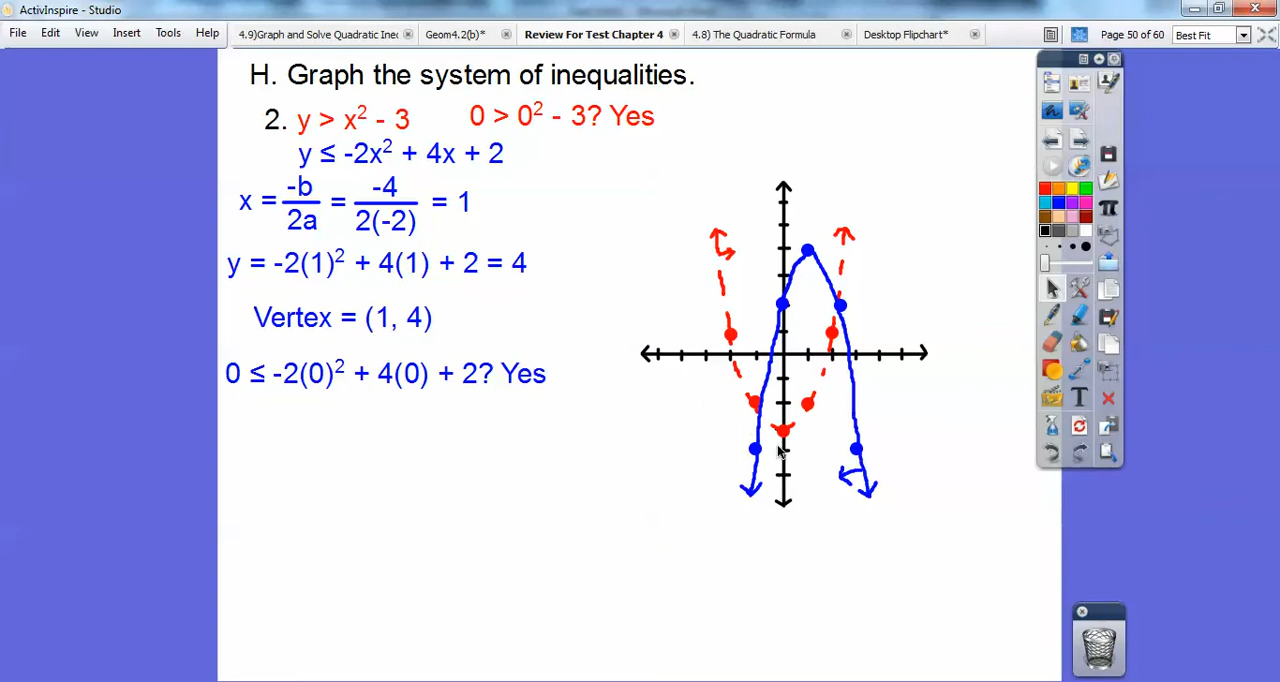 ActivInspire - Studio
File Edit View Insert Tools Help
4.9)Graph and Solve Quadratic Ine Geom4.2(b)* Review For Test Chapter 4 4.8) The Quadratic Formula Desktop Flipchart* Page 50 of 60 Best Fit
H. Graph the system of inequalities.
2. y > x² - 3 0 > 0² - 3? Yes
y ≤ -2x² + 4x + 2
x = -b/2a = -4/2(-2) = 1
y = -2(1)² + 4(1) + 2 = 4
Vertex = (1, 4)
0 ≤ -2(0)² + 4(0) + 2? Yes